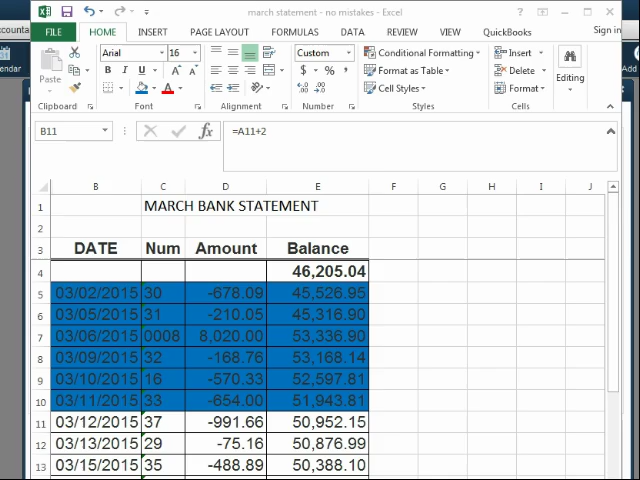 march statement - no mistakes - Excel
?
FILE HOME INSERT PAGE LAYOUT FORMULAS DATA REVIEW VIEW QuickBooks Sign in
Arial 16 Custom Conditional Formatting Insert
Paste B I U A A $ % , Format as Table Delete Editing
Cell Styles Format
Clipboard Font Alignment Number Styles Cells
B11 fx =A11+2
B C D E F G H I J
1 MARCH BANK STATEMENT
2
3 DATE Num Amount Balance
4 46,205.04
5 03/02/2015 30 -678.09 45,526.95
6 03/05/2015 31 -210.05 45,316.90
7 03/06/2015 0008 8,020.00 53,336.90
8 03/09/2015 32 -168.76 53,168.14
9 03/10/2015 16 -570.33 52,597.81
10 03/11/2015 33 -654.00 51,943.81
11 03/12/2015 37 -991.66 50,952.15
12 03/13/2015 29 -75.16 50,876.99
13 03/15/2015 35 -488.89 50,388.10